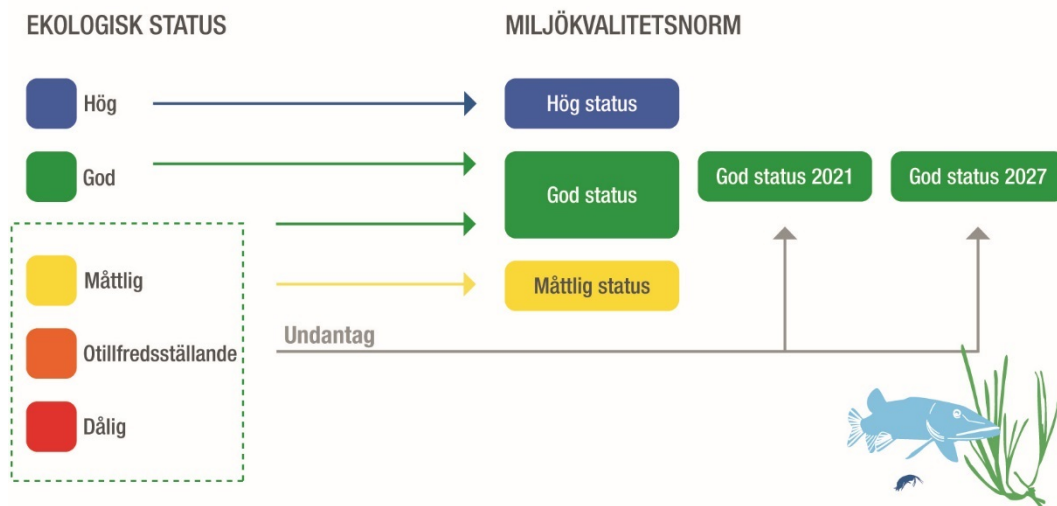 EKOLOGISK STATUS
MILJÖKVALITETSNORM
Hög
Hög status
God
God status
God status 2021
God status 2027
Måttlig
Måttlig status
Undantag
Otillfredsställande
Dålig